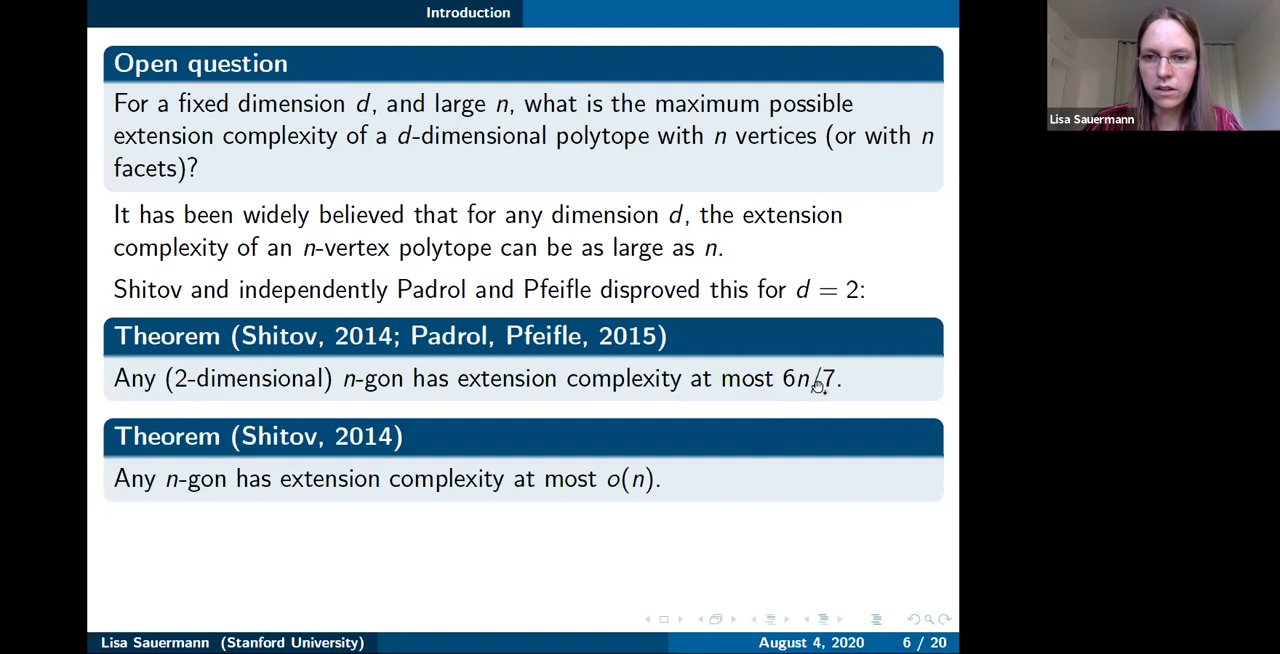 Introduction
Open question
For a fixed dimension d, and large n, what is the maximum possible
extension complexity of a d-dimensional polytope with n vertices (or with n
facets)?
It has been widely believed that for any dimension d, the extension
complexity of an n-vertex polytope can be as large as n.
Shitov and independently Padrol and Pfeifle disproved this for d = 2:
Theorem (Shitov, 2014; Padrol, Pfeifle, 2015)
Any (2-dimensional) n-gon has extension complexity at most 6n/7.
Theorem (Shitov, 2014)
Any n-gon has extension complexity at most o(n).
Lisa Sauermann (Stanford University)
August 4, 2020
6 / 20
Lisa Sauermann